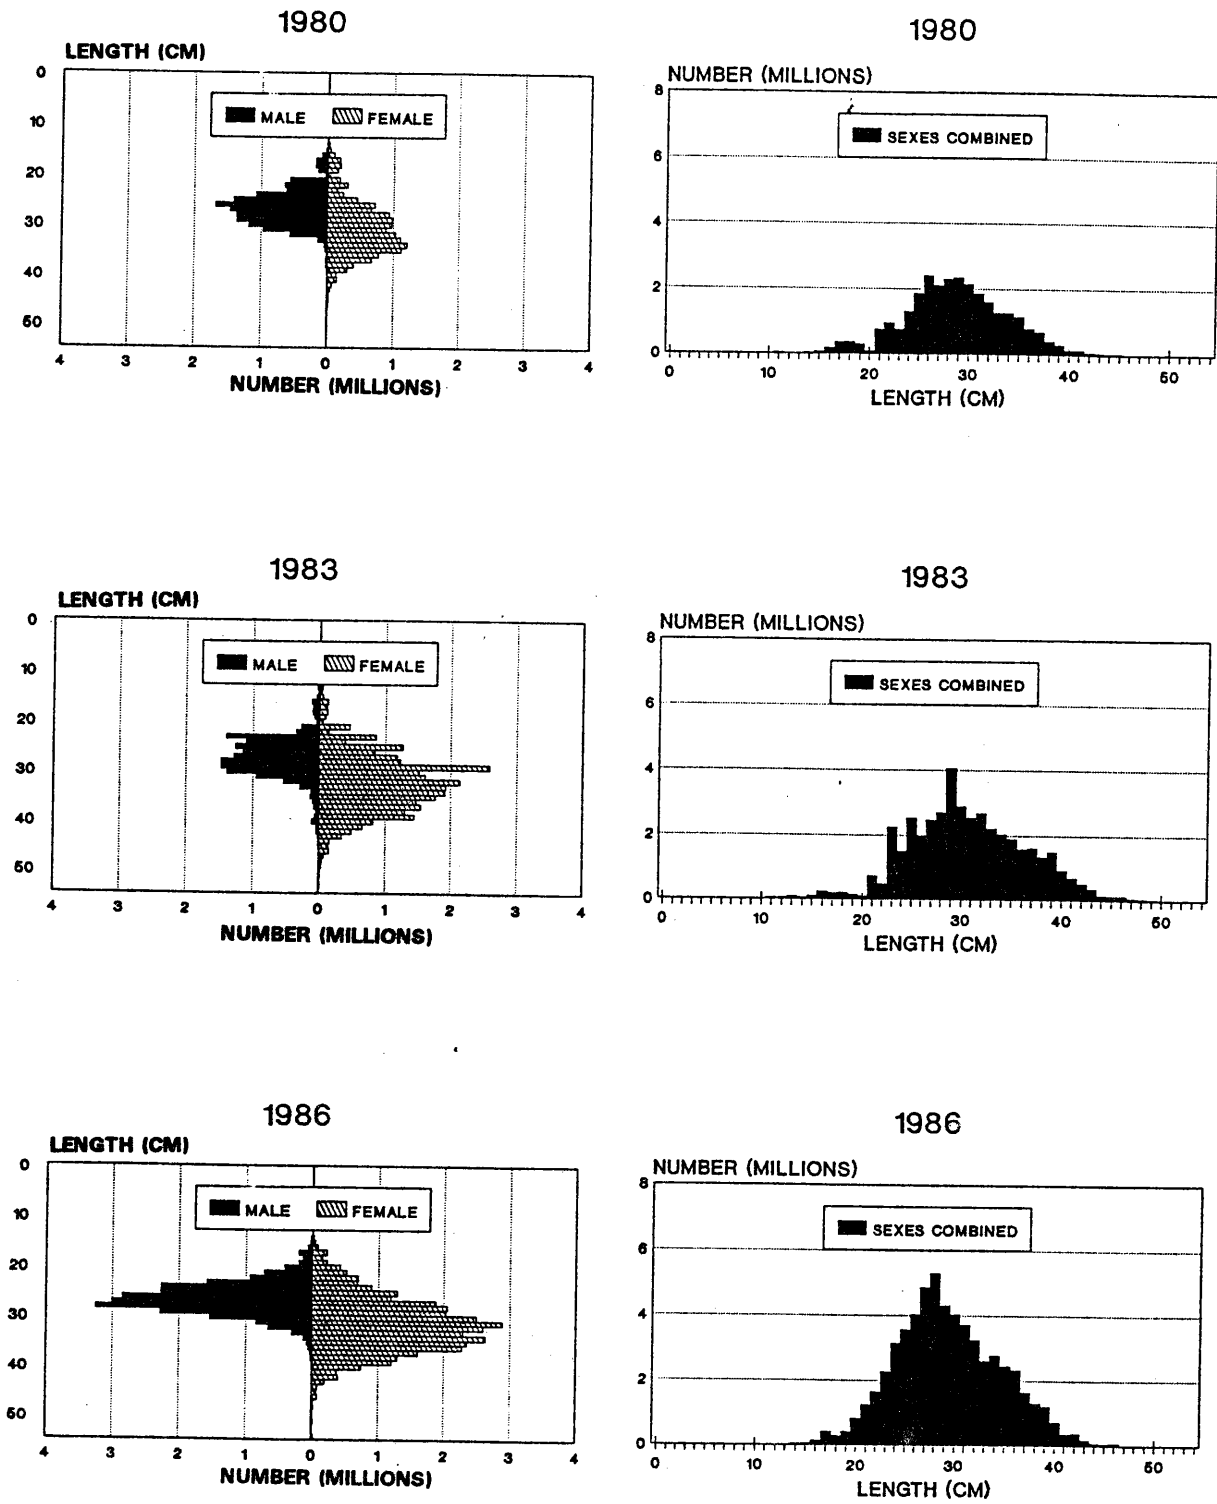 1980
LENGTH (CM)
MALE FEMALE
0
10
20
30
40
50
4 3 2 1 0 1 2 3 4
NUMBER (MILLIONS)
1980
NUMBER (MILLIONS)
SEXES COMBINED
8
6
4
2
0
0 10 20 30 40 50
LENGTH (CM)
1983
LENGTH (CM)
MALE FEMALE
0
10
20
30
40
50
4 3 2 1 0 1 2 3 4
NUMBER (MILLIONS)
1983
NUMBER (MILLIONS)
SEXES COMBINED
8
6
4
2
0
0 10 20 30 40 50
LENGTH (CM)
1986
LENGTH (CM)
MALE FEMALE
0
10
20
30
40
50
4 3 2 1 0 1 2 3 4
NUMBER (MILLIONS)
1986
NUMBER (MILLIONS)
SEXES COMBINED
8
6
4
2
0
0 10 20 30 40 50
LENGTH (CM)